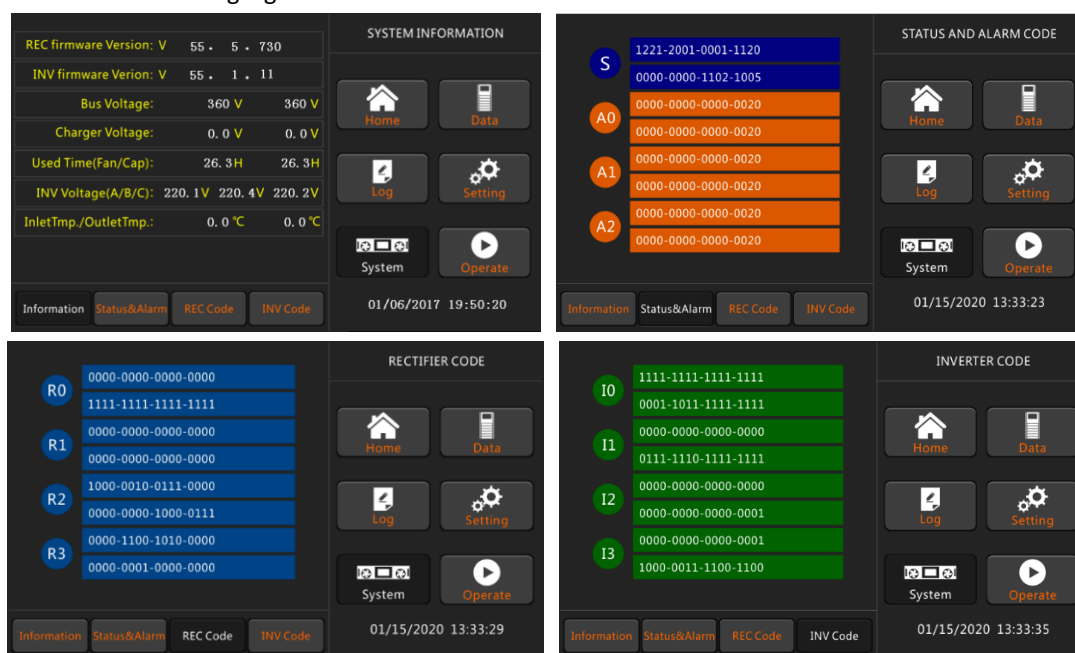 REC firmware Version: V 55. 5. 730
INV firmware Verion: V 55. 1. 11
Bus Voltage: 360 V 360 V
Charger Voltage: 0.0 V 0.0 V
Used Time(Fan/Cap): 26.3H 26.3H
INV Voltage(A/B/C): 220.1V 220.4V 220.2V
InletTmp./OutletTmp.: 0.0 ℃ 0.0 ℃
Information Status&Alarm REC Code INV Code
SYSTEM INFORMATION
Home Data
Log Setting
System Operate
01/06/2017 19:50:20
S
1221-2001-0001-1120
0000-0000-1102-1005
A0
0000-0000-0000-0020
0000-0000-0000-0020
A1
0000-0000-0000-0020
0000-0000-0000-0020
A2
0000-0000-0000-0020
0000-0000-0000-0020
Information Status&Alarm REC Code INV Code
STATUS AND ALARM CODE
Home Data
Log Setting
System Operate
01/15/2020 13:33:23
R0
0000-0000-0000-0000
1111-1111-1111-1111
R1
0000-0000-0000-0000
0000-0000-0000-0000
R2
1000-0010-0111-0000
0000-0000-1000-0111
R3
0000-1100-1010-0000
0000-0001-0000-0000
Information Status&Alarm REC Code INV Code
RECTIFIER CODE
Home Data
Log Setting
System Operate
01/15/2020 13:33:29
I0
1111-1111-1111-1111
0001-1011-1111-1111
I1
0000-0000-0000-0000
0111-1110-1111-1111
I2
0000-0000-0000-0000
0000-0000-0000-0001
I3
0000-0000-0000-0001
1000-0011-1100-1100
Information Status&Alarm REC Code INV Code
INVERTER CODE
Home Data
Log Setting
System Operate
01/15/2020 13:33:35